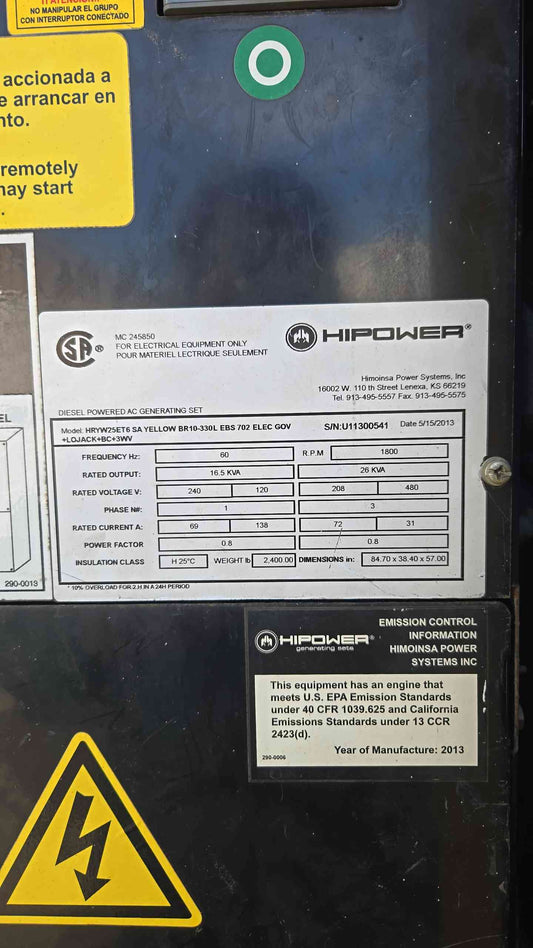 !! ATENCION!!
NO MANIPULAR EL GRUPO
CON INTERRUPTOR CONECTADO
accionada a
e arrancar en
nto.
remotely
may start
.
MC 245850
FOR ELECTRICAL EQUIPMENT ONLY
POUR MATERIEL LECTRIQUE SEULEMENT
SA ®
HIPOWER®
Himoinsa Power Systems, Inc
16002 W. 110 th Street Lenexa, KS 66219
Tel. 913-495-5557 Fax. 913-495-5575
DIESEL POWERED AC GENERATING SET
Model: HRYW25ET6 SA YELLOW BR10-330L EBS 702 ELEC GOV S/N:U11300541 Date 5/15/2013
+LOJACK+BC+3WV
FREQUENCY Hz: 60 R.P.M 1800
RATED OUTPUT: 16.5 KVA 26 KVA
RATED VOLTAGE V: 240 120 208 480
PHASE Nº: 1 3
RATED CURRENT A: 69 138 72 31
POWER FACTOR 0.8 0.8
INSULATION CLASS H 25°C WEIGHT lb 2,400.00 DIMENSIONS in: 84.70 x 38.40 x 57.00
* 10% OVERLOAD FOR 2 H IN A 24H PERIOD
EL
290-0013
HIPOWER®
generating sets
EMISSION CONTROL
INFORMATION
HIMOINSA POWER
SYSTEMS INC
This equipment has an engine that
meets U.S. EPA Emission Standards
under 40 CFR 1039.625 and California
Emissions Standards under 13 CCR
2423(d).
290-0006 Year of Manufacture: 2013